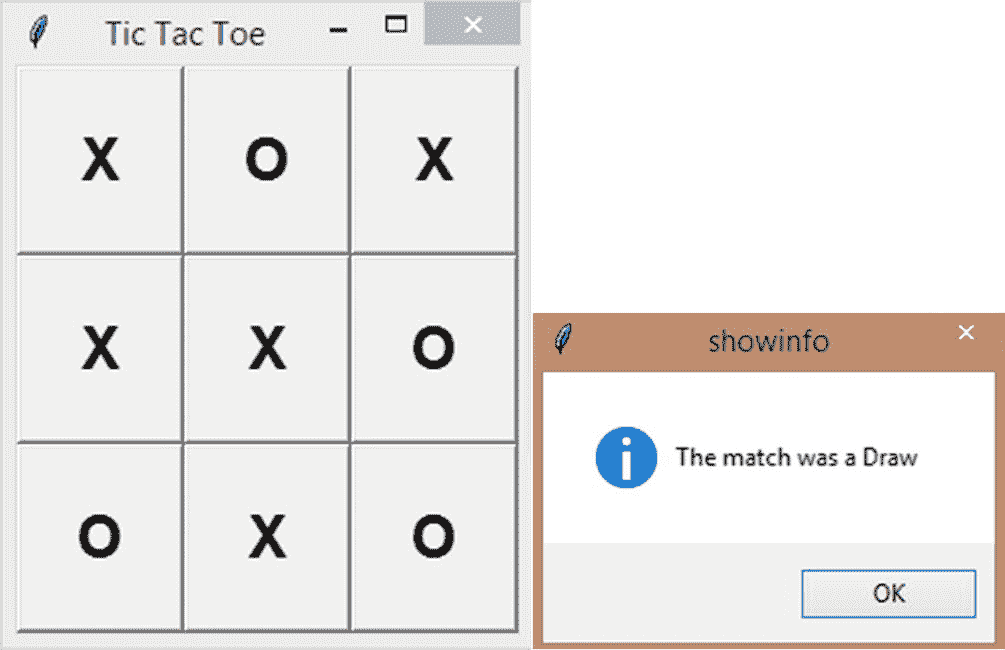 Tic Tac Toe
X O X
X X O
O X O
showinfo
The match was a Draw
OK